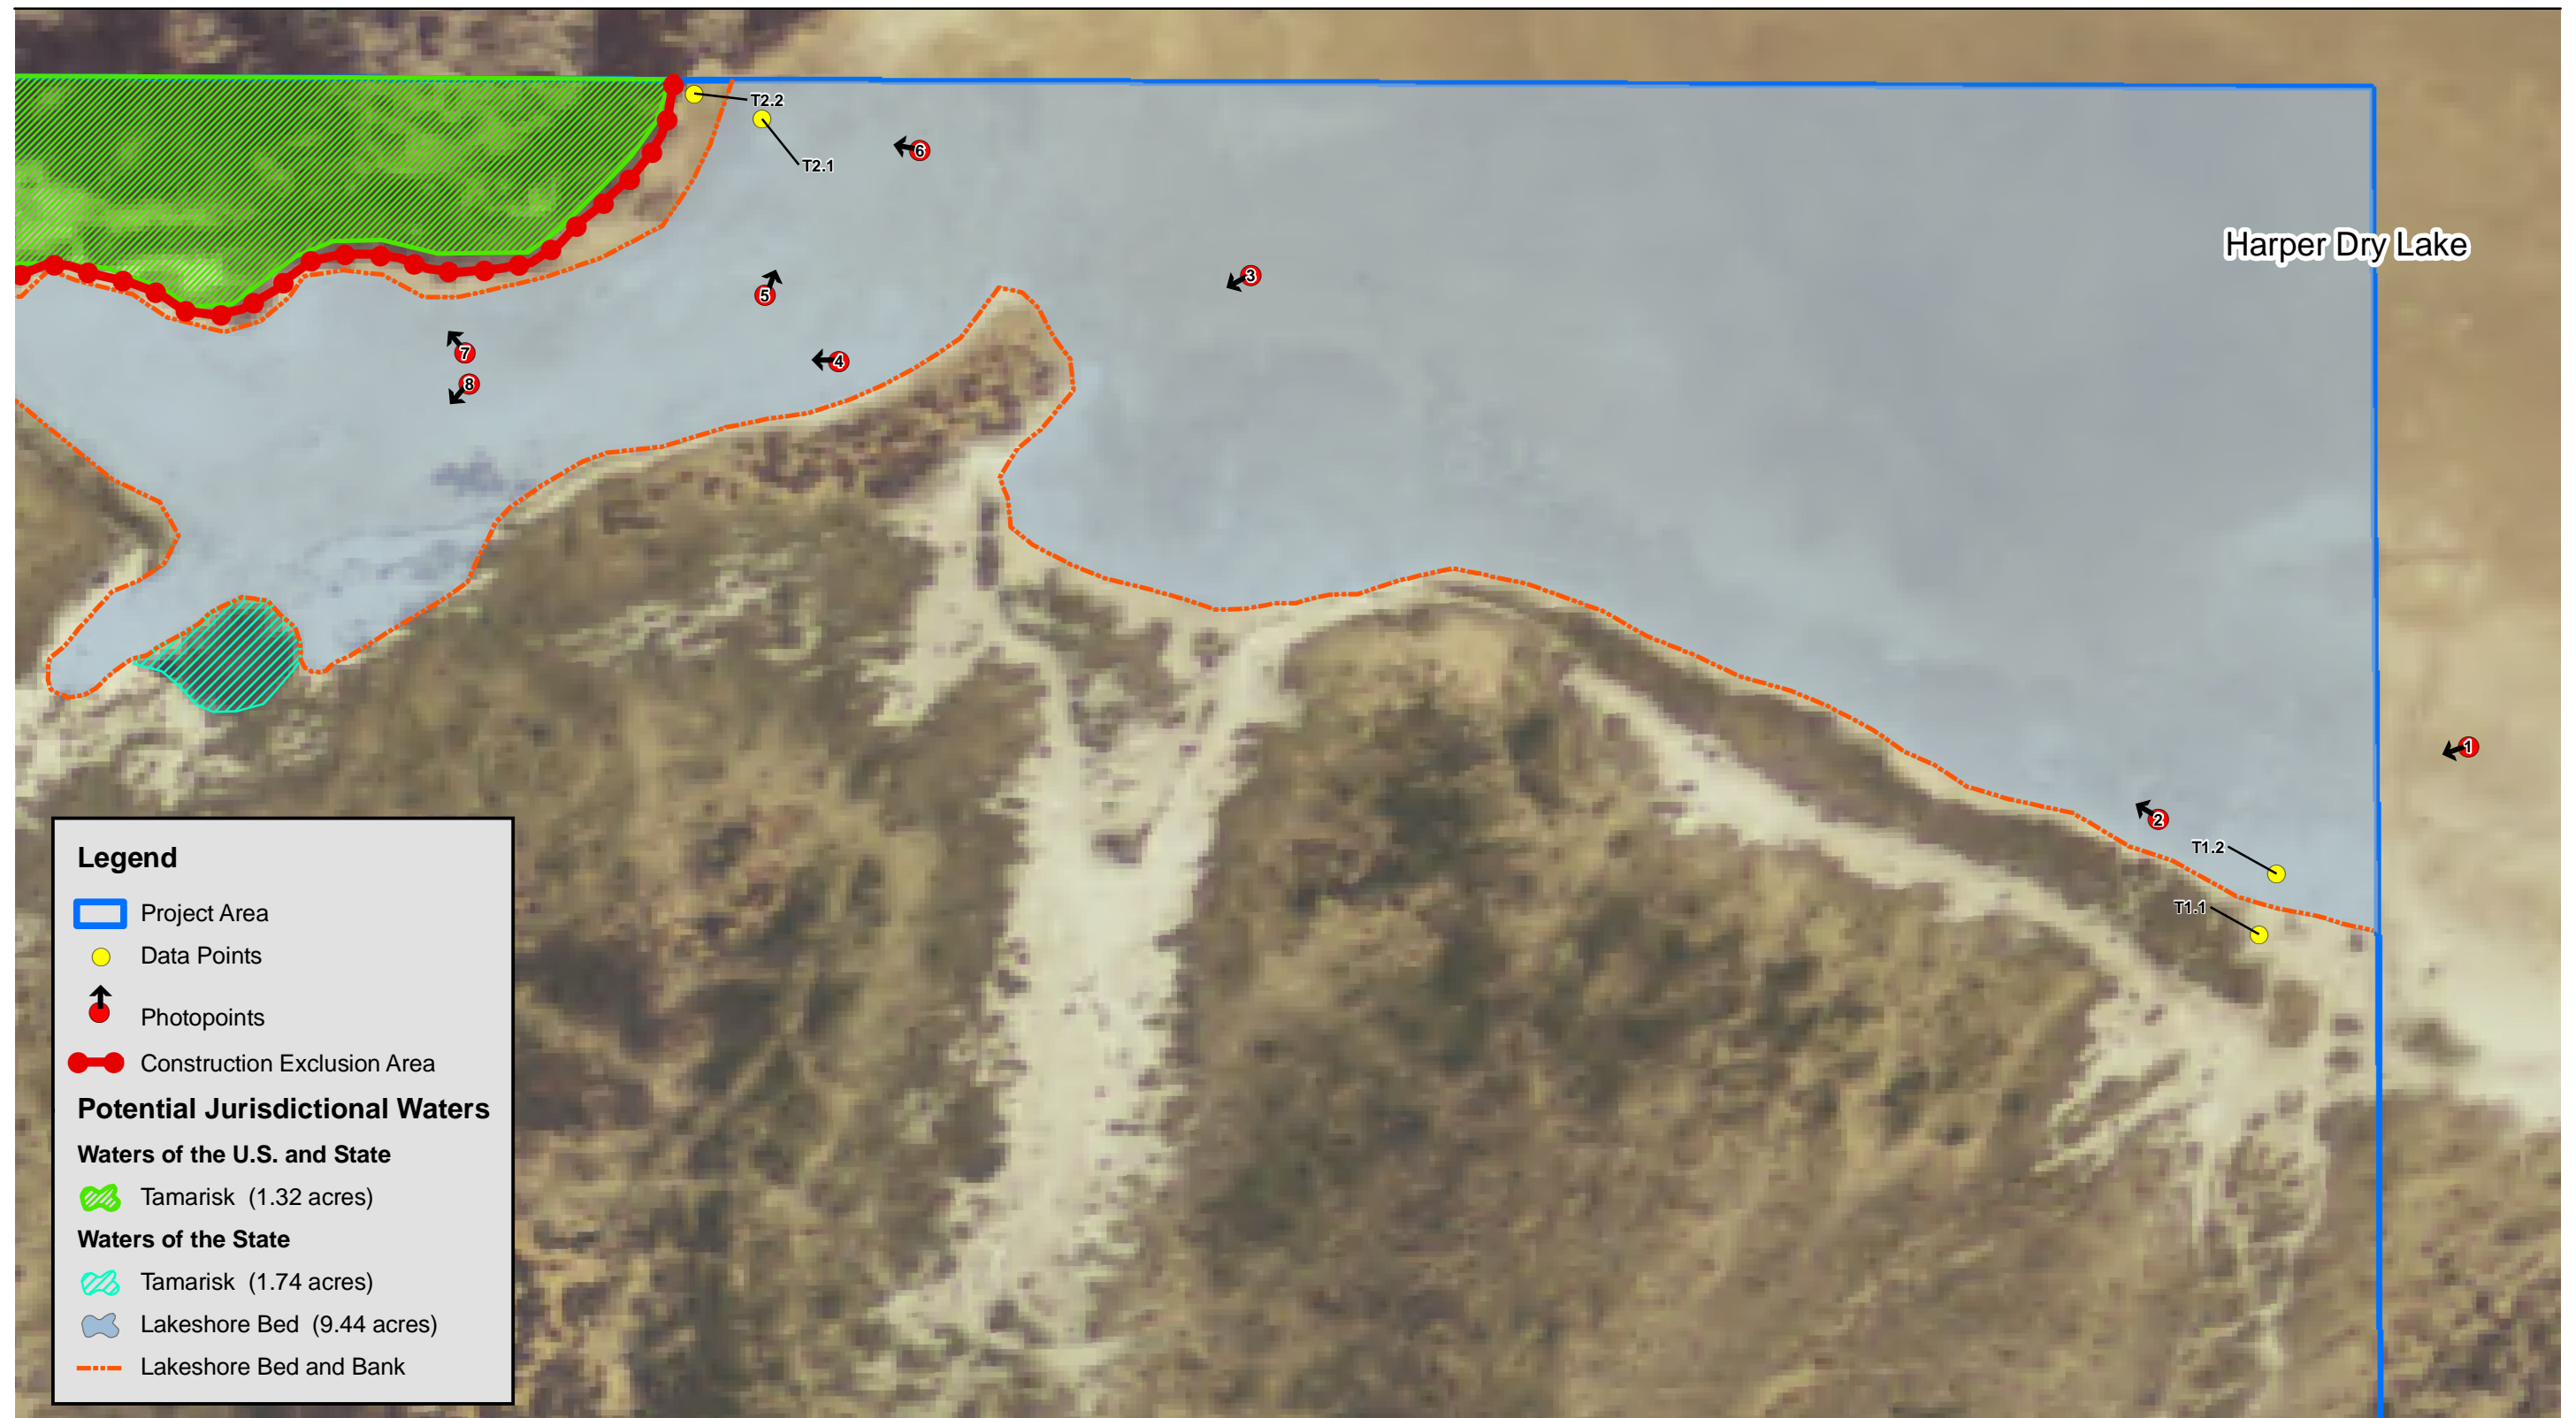 T2.2
T2.1
6
Harper Dry Lake
3
5
7
4
8
1
2
T1.2
T1.1
Legend
Project Area
Data Points
Photopoints
Construction Exclusion Area
Potential Jurisdictional Waters
Waters of the U.S. and State
Tamarisk (1.32 acres)
Waters of the State
Tamarisk (1.74 acres)
Lakeshore Bed (9.44 acres)
Lakeshore Bed and Bank